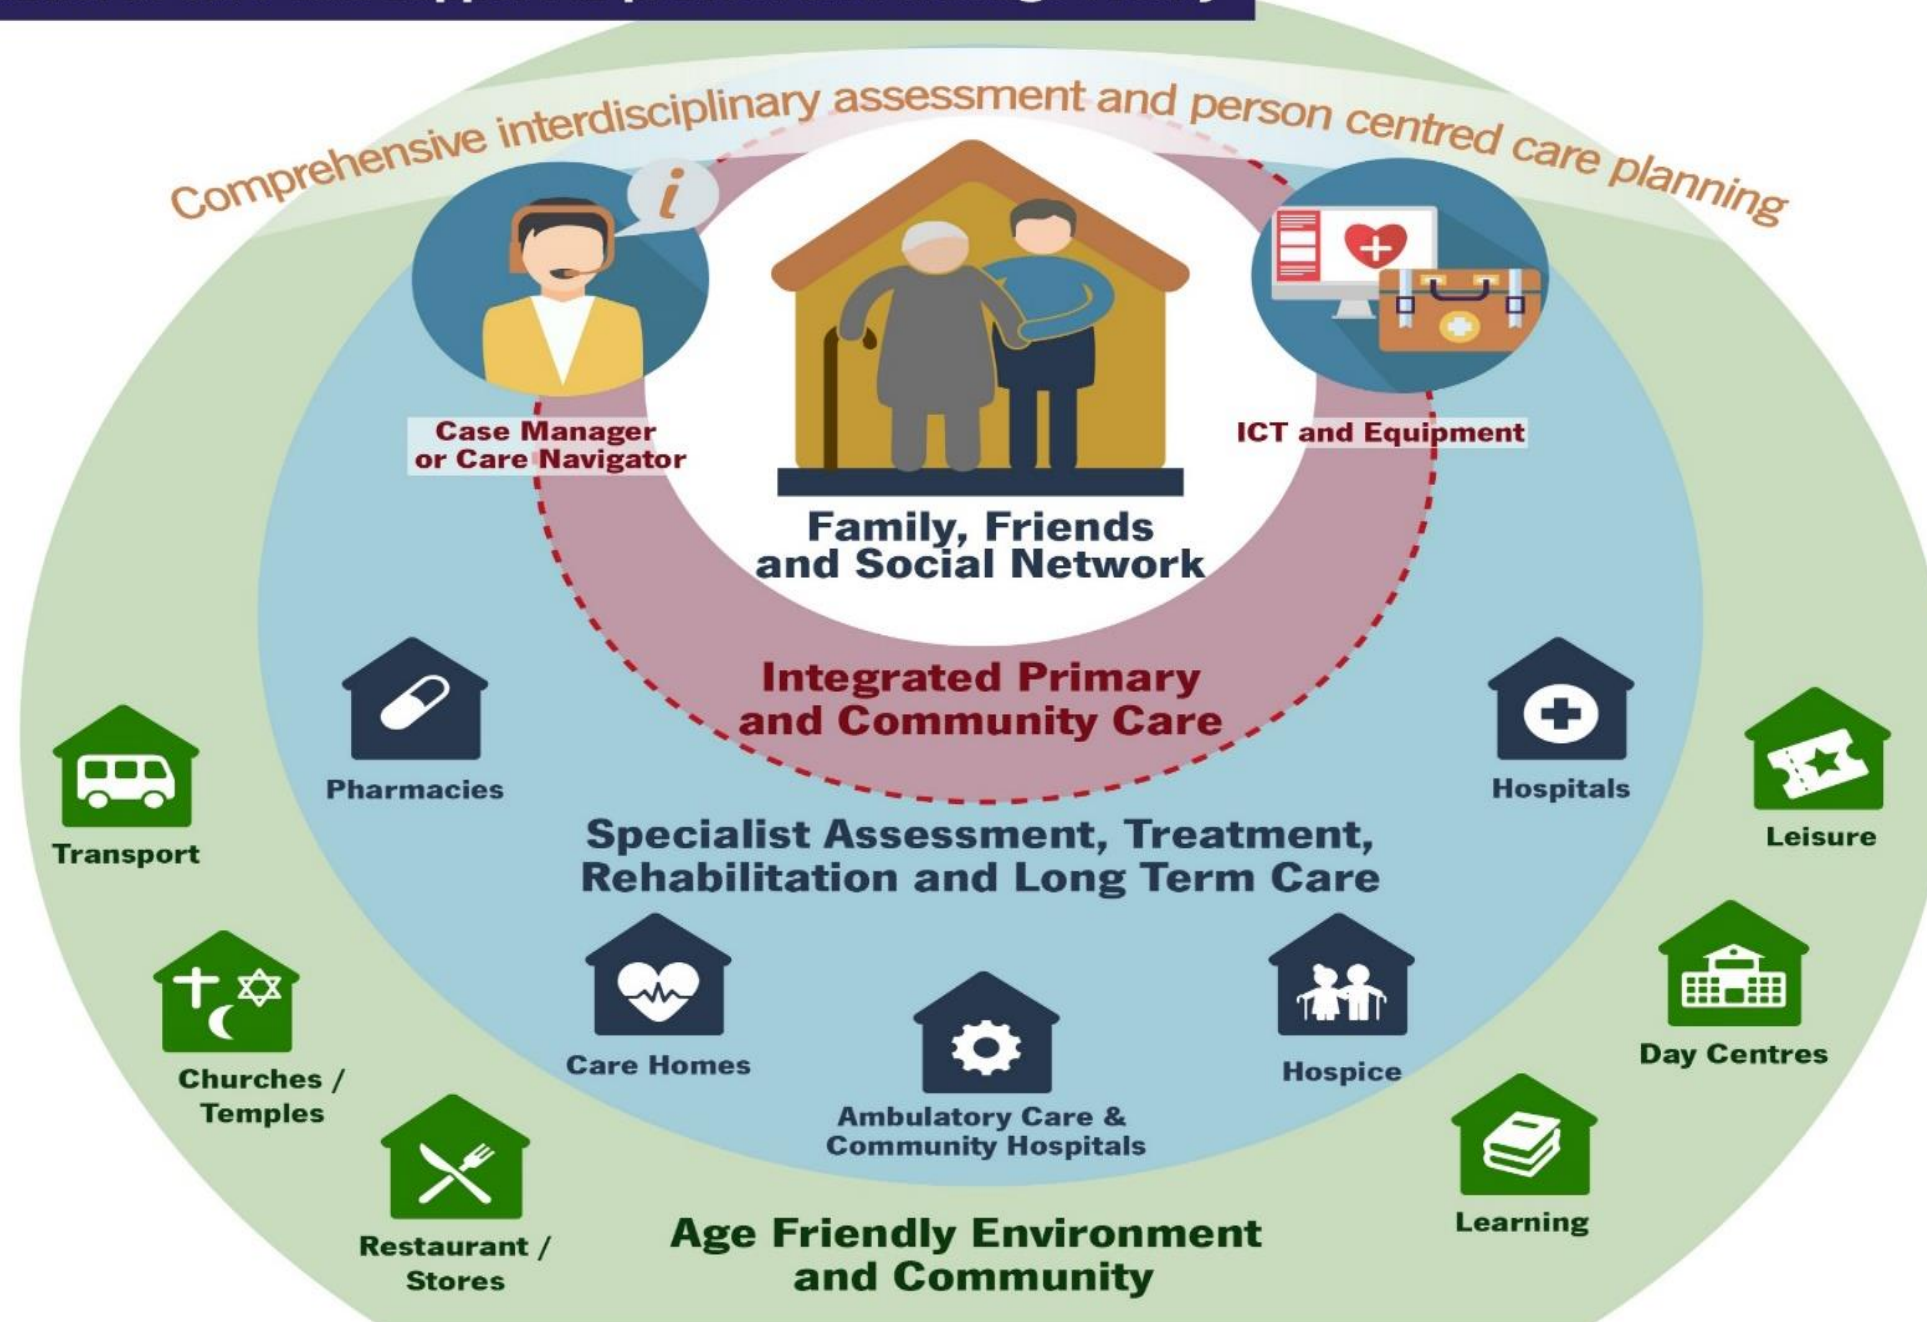 Comprehensive interdisciplinary assessment and person centred care planning
i
Case Manager
or Care Navigator
ICT and Equipment
Family, Friends
and Social Network
Integrated Primary
and Community Care
Pharmacies
Hospitals
Transport
Leisure
Specialist Assessment, Treatment,
Rehabilitation and Long Term Care
Churches /
Temples
Care Homes
Ambulatory Care &
Community Hospitals
Hospice
Day Centres
Restaurant /
Stores
Learning
Age Friendly Environment
and Community